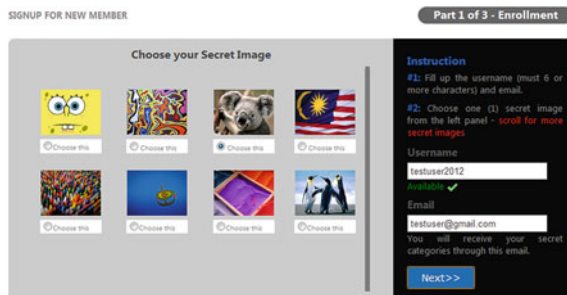 SIGNUP FOR NEW MEMBER
Part 1 of 3 - Enrollment
Choose your Secret Image
Choose this
Choose this
Choose this
Choose this
Choose this
Choose this
Choose this
Choose this
Instruction
#1: Fill up the username (must 6 or
more characters) and email.
#2: Choose one (1) secret image
from the left panel - scroll for more
secret images
Username
testuser2012
Available
Email
testuser@gmail.com
You will receive your secret
categories through this email.
Next>>